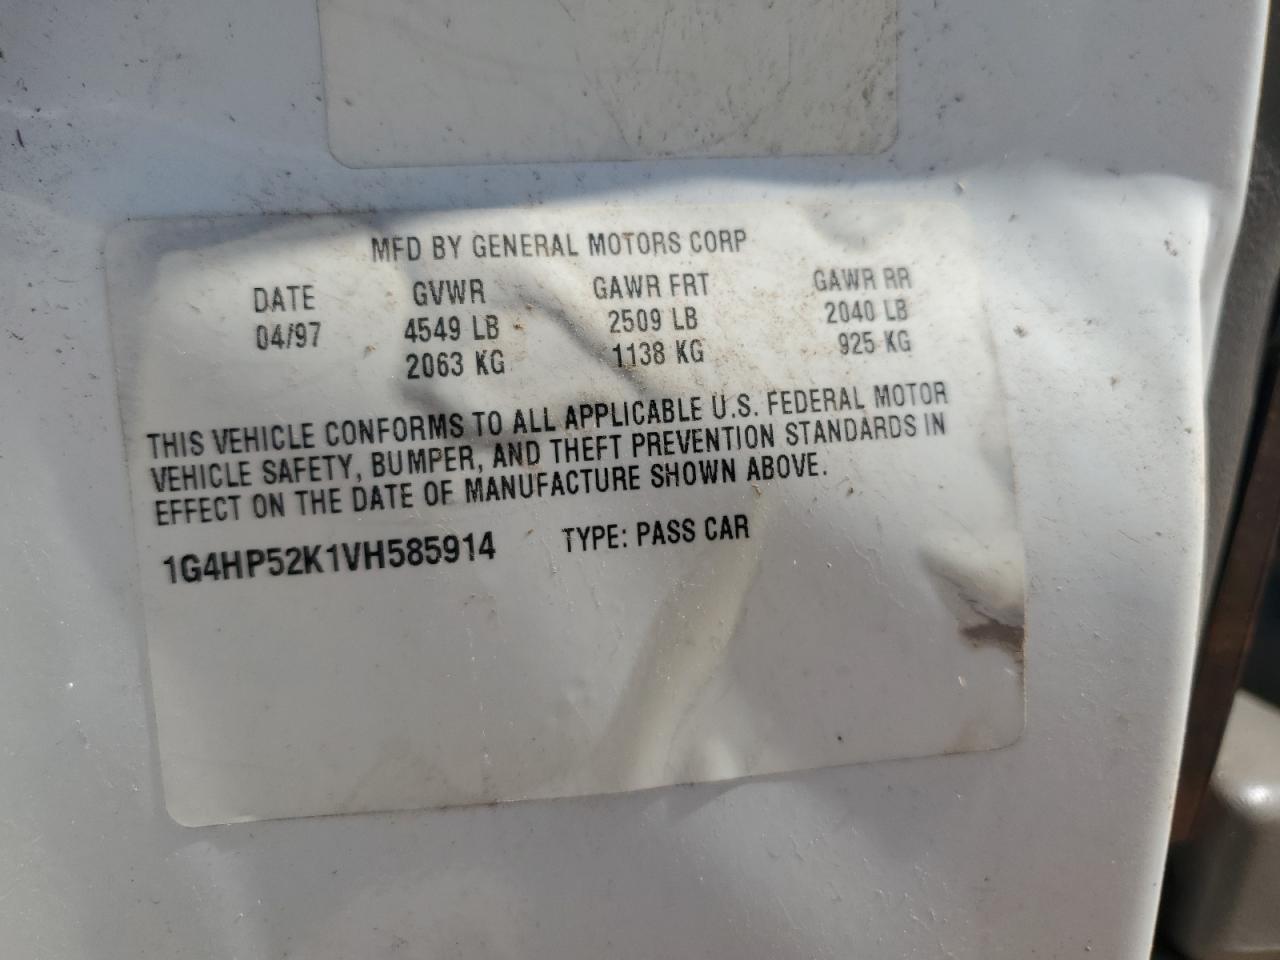 MFD BY GENERAL MOTORS CORP
DATE GVWR GAWR FRT GAWR RR
04/97 4549 LB 2509 LB 2040 LB
2063 KG 1138 KG 925 KG
THIS VEHICLE CONFORMS TO ALL APPLICABLE U.S. FEDERAL MOTOR
VEHICLE SAFETY, BUMPER, AND THEFT PREVENTION STANDARDS IN
EFFECT ON THE DATE OF MANUFACTURE SHOWN ABOVE.
1G4HP52K1VH585914 TYPE: PASS CAR